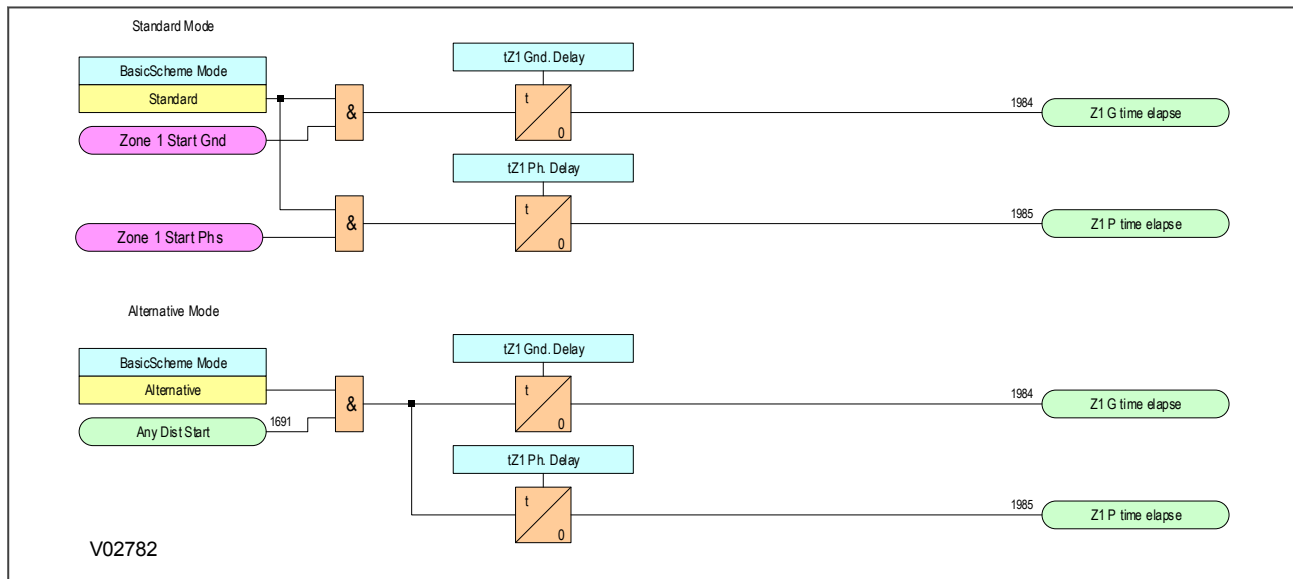 Standard Mode
tZ1 Gnd. Delay
BasicScheme Mode
Standard
&
t
0
1984
Z1 G time elapse
Zone 1 Start Gnd
tZ1 Ph. Delay
&
t
0
1985
Z1 P time elapse
Zone 1 Start Phs
Alternative Mode
tZ1 Gnd. Delay
BasicScheme Mode
Alternative
&
t
0
1984
Z1 G time elapse
Any Dist Start
1691
tZ1 Ph. Delay
t
0
1985
Z1 P time elapse
V02782